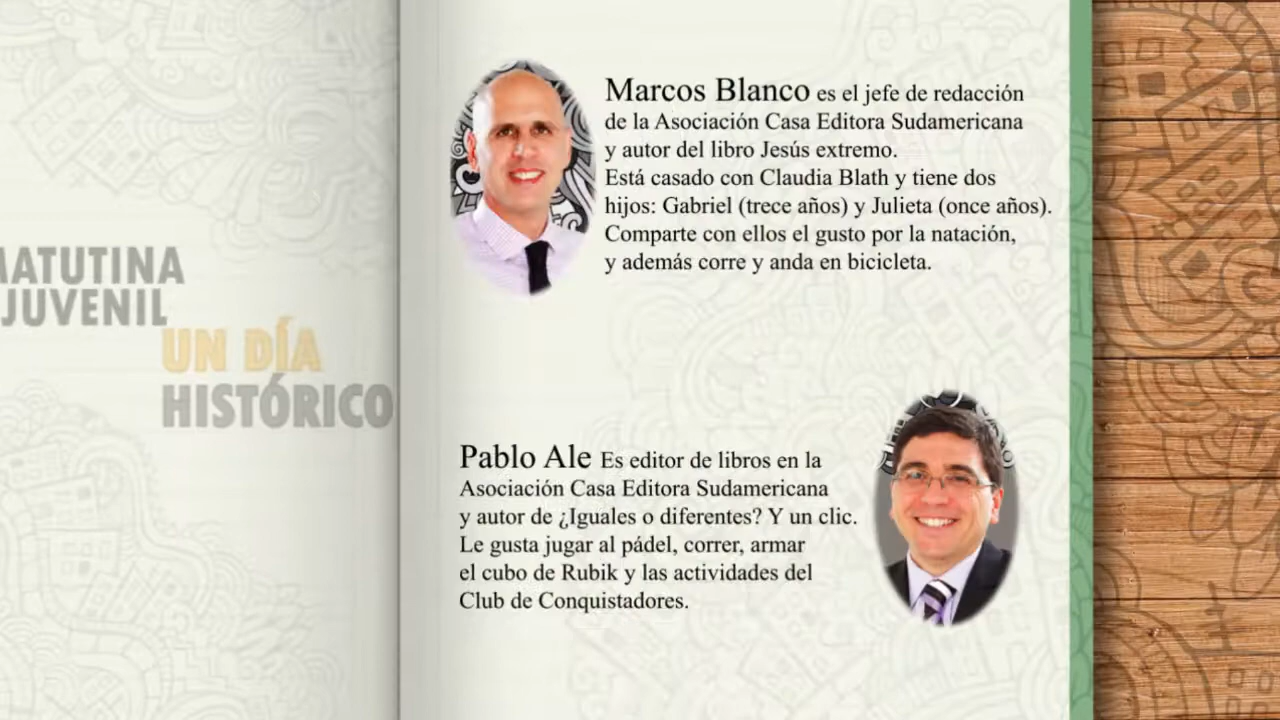 MATUTINA
JUVENIL
UN DÍA
HISTÓRICO
Marcos Blanco es el jefe de redacción
de la Asociación Casa Editora Sudamericana
y autor del libro Jesús extremo.
Está casado con Claudia Blath y tiene dos
hijos: Gabriel (trece años) y Julieta (once años).
Comparte con ellos el gusto por la natación,
y además corre y anda en bicicleta.
Pablo Ale Es editor de libros en la
Asociación Casa Editora Sudamericana
y autor de ¿Iguales o diferentes? Y un clic.
Le gusta jugar al pádel, correr, armar
el cubo de Rubik y las actividades del
Club de Conquistadores.